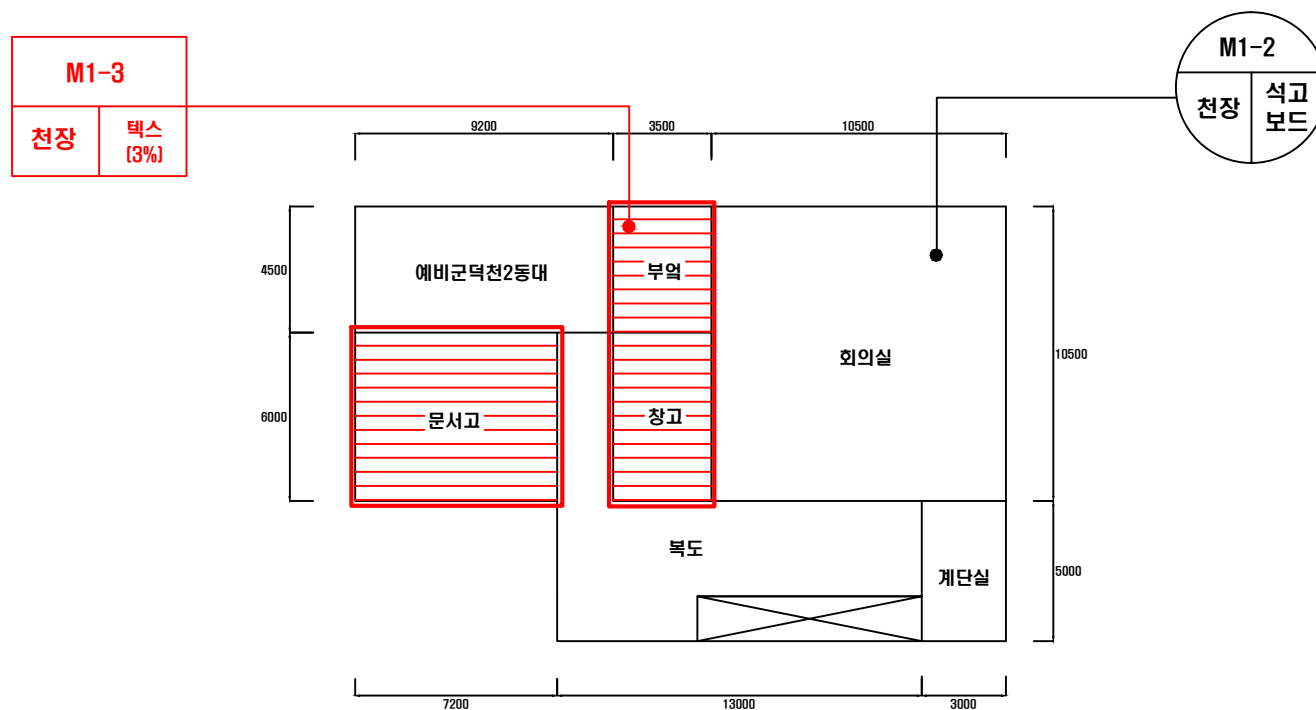 M1-3
천장
텍스
(3%)
M1-2
천장
석고
보드
9200
3500
10500
4500
예비군덕천2동대
부엌
회의실
10500
6000
문서고
창고
복도
계단실
5000
7200
13000
3000